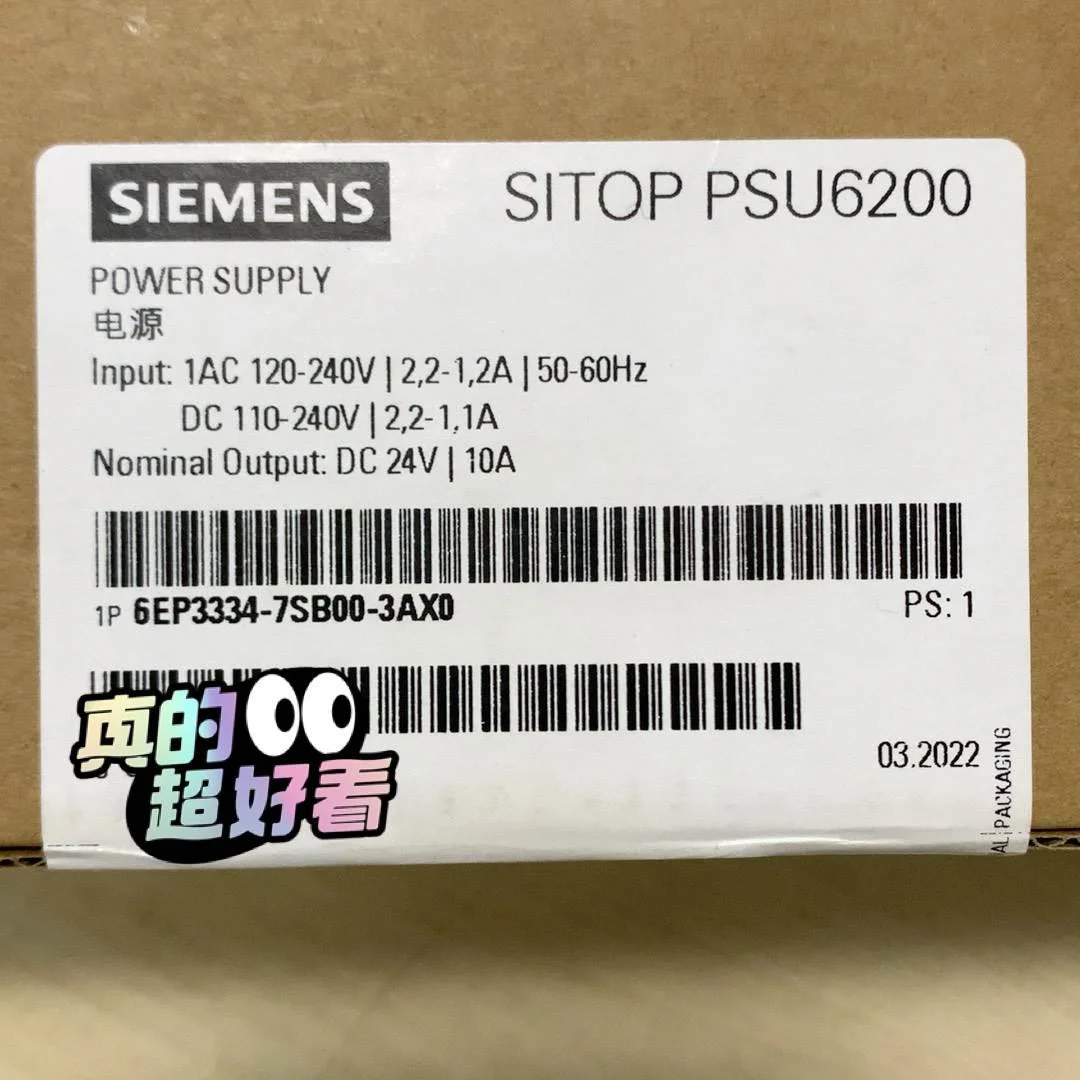 SIEMENS
SITOP PSU6200
POWER SUPPLY
电源
Input: 1AC 120-240V | 2,2-1,2A | 50-60Hz
DC 110-240V | 2,2-1,1A
Nominal Output: DC 24V | 10A
1P 6EP3334-7SB00-3AX0
PS: 1
真的
超好看
03.2022
PACKAGING